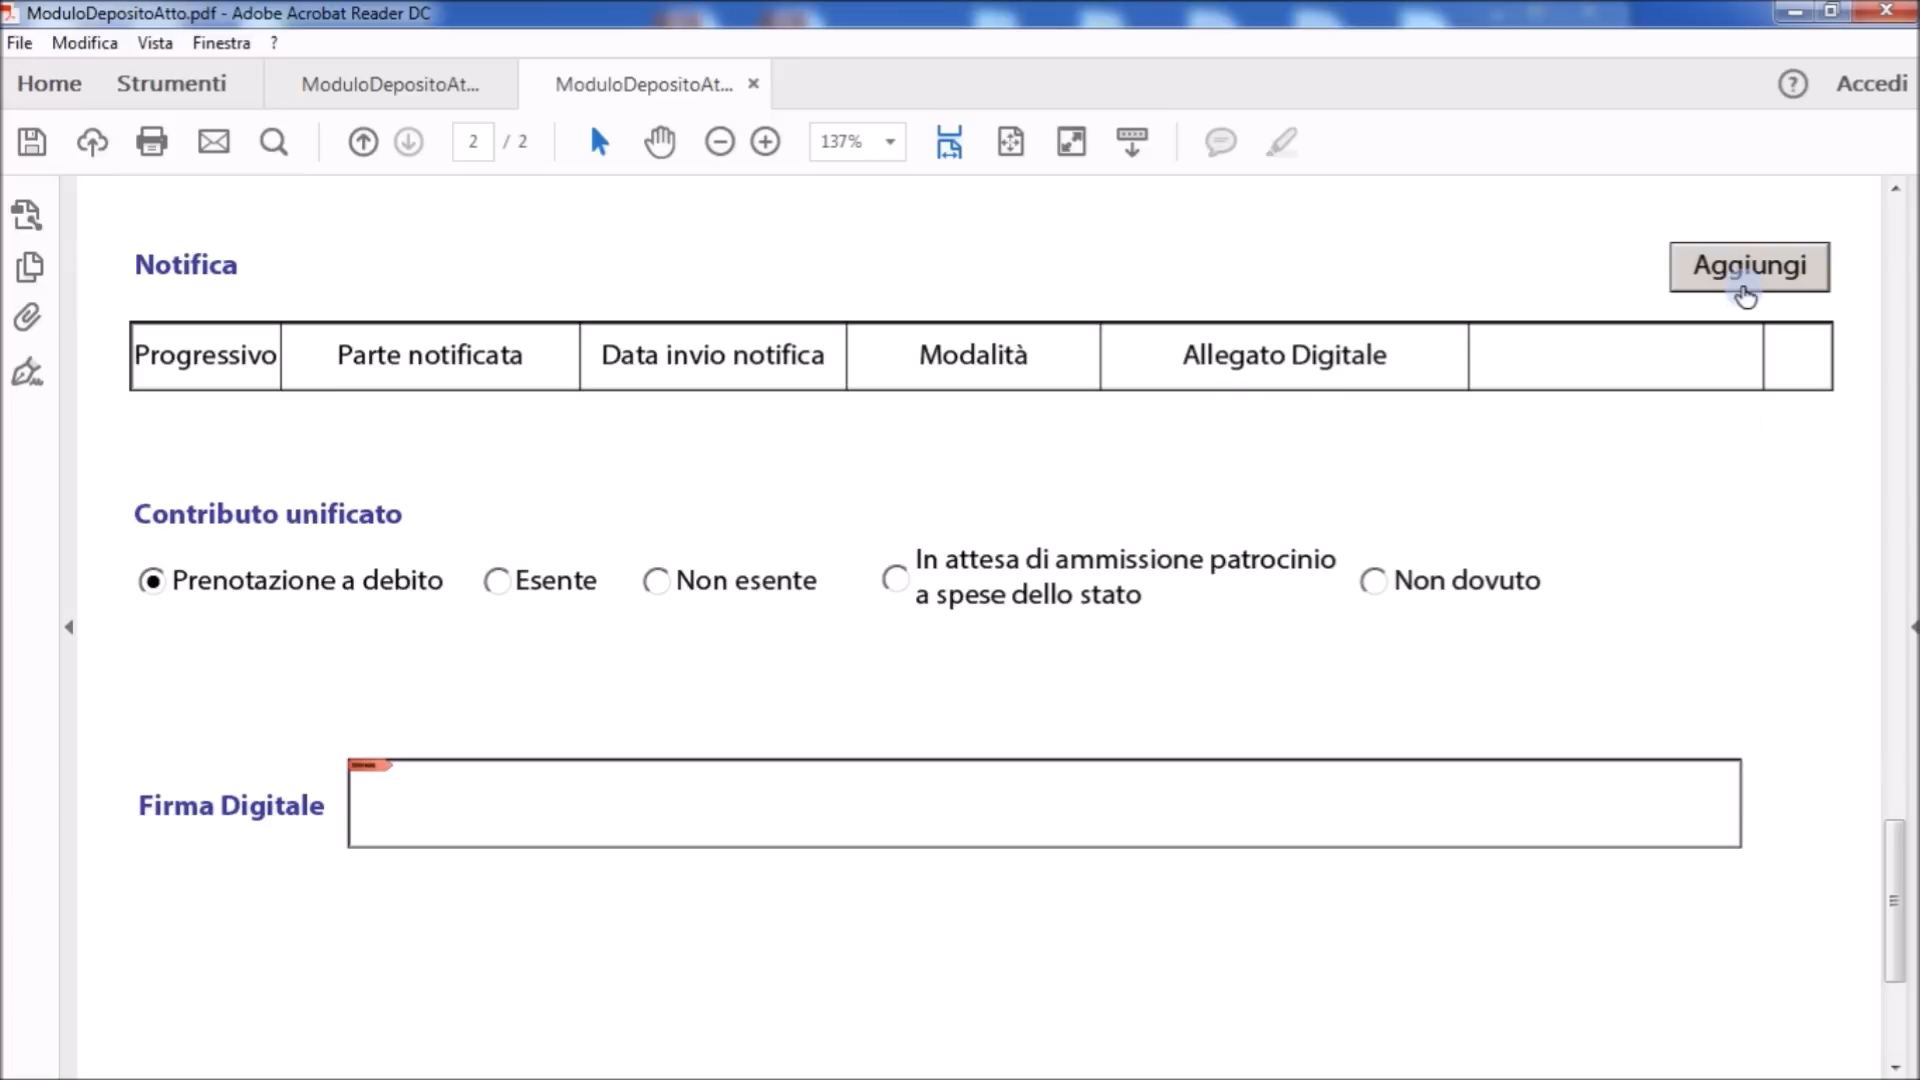 ModuloDepositoAtto.pdf - Adobe Acrobat Reader DC
File Modifica Vista Finestra ?
Home Strumenti ModuloDepositoAt... ModuloDepositoAt... Accedi
2 / 2 137%
Notifica Aggiungi
Progressivo Parte notificata Data invio notifica Modalità Allegato Digitale
Contributo unificato
Prenotazione a debito Esente Non esente In attesa di ammissione patrocinio a spese dello stato Non dovuto
Firma Digitale